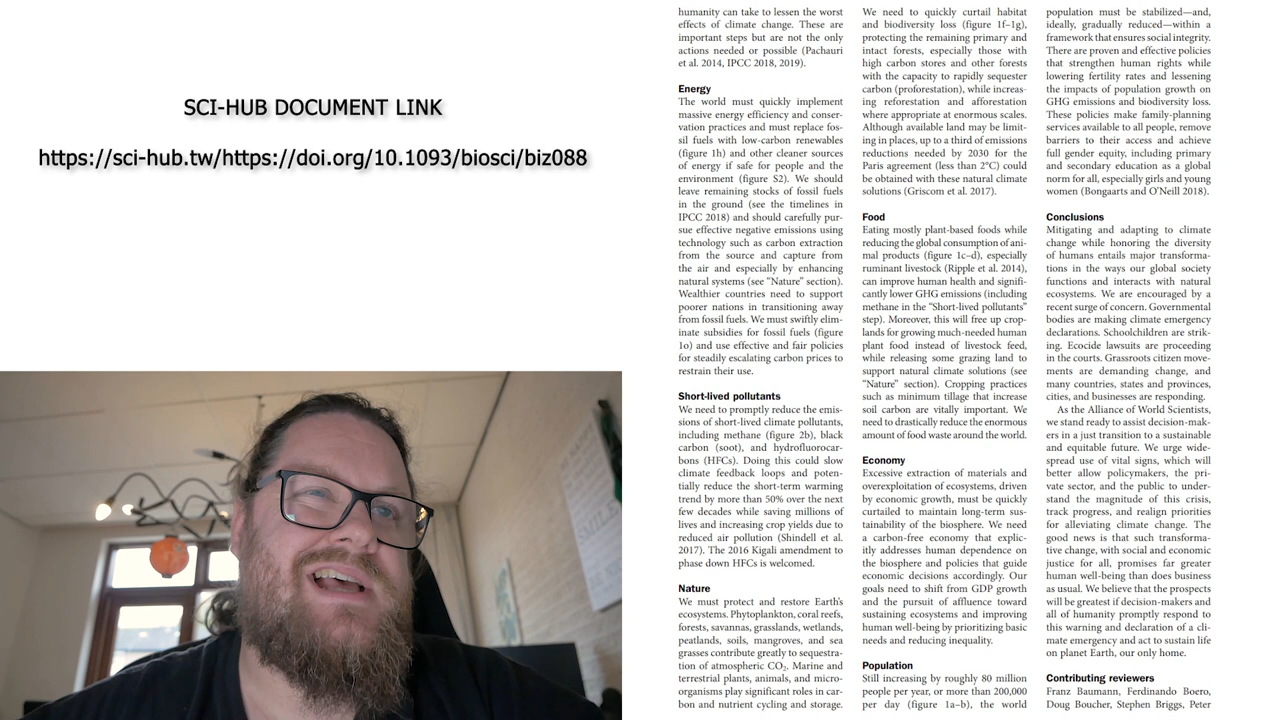 SCI-HUB DOCUMENT LINK
https://sci-hub.tw/https://doi.org/10.1093/biosci/biz088
humanity can take to lessen the worst
effects of climate change. These are
important steps but are not the only
actions needed or possible (Pachauri
et al. 2014, IPCC 2018, 2019).
Energy
The world must quickly implement
massive energy efficiency and conser-
vation practices and must replace fos-
sil fuels with low-carbon renewables
(figure 1h) and other cleaner sources
of energy if safe for people and the
environment (figure S2). We should
leave remaining stocks of fossil fuels
in the ground (see the timelines in
IPCC 2018) and should carefully pur-
sue effective negative emissions using
technology such as carbon extraction
from the source and capture from
the air and especially by enhancing
natural systems (see “Nature” section).
Wealthier countries need to support
poorer nations in transitioning away
from fossil fuels. We must swiftly elim-
inate subsidies for fossil fuels (figure
1o) and use effective and fair policies
for steadily escalating carbon prices to
restrain their use.
Short-lived pollutants
We need to promptly reduce the emis-
sions of short-lived climate pollutants,
including methane (figure 2b), black
carbon (soot), and hydrofluorocar-
bons (HFCs). Doing this could slow
climate feedback loops and poten-
tially reduce the short-term warming
trend by more than 50% over the next
few decades while saving millions of
lives and increasing crop yields due to
reduced air pollution (Shindell et al.
2017). The 2016 Kigali amendment to
phase down HFCs is welcomed.
Nature
We must protect and restore Earth’s
ecosystems. Phytoplankton, coral reefs,
forests, savannas, grasslands, wetlands,
peatlands, soils, mangroves, and sea
grasses contribute greatly to sequestra-
tion of atmospheric CO₂. Marine and
terrestrial plants, animals, and micro-
organisms play significant roles in car-
bon and nutrient cycling and storage.
We need to quickly curtail habitat
and biodiversity loss (figure 1f–1g),
protecting the remaining primary and
intact forests, especially those with
high carbon stores and other forests
with the capacity to rapidly sequester
carbon (proforestation), while increas-
ing reforestation and afforestation
where appropriate at enormous scales.
Although available land may be limit-
ing in places, up to a third of emissions
reductions needed by 2030 for the
Paris agreement (less than 2°C) could
be obtained with these natural climate
solutions (Griscom et al. 2017).
Food
Eating mostly plant-based foods while
reducing the global consumption of ani-
mal products (figure 1c–d), especially
ruminant livestock (Ripple et al. 2014),
can improve human health and signifi-
cantly lower GHG emissions (including
methane in the “Short-lived pollutants”
step). Moreover, this will free up crop-
lands for growing much-needed human
plant food instead of livestock feed,
while releasing some grazing land to
support natural climate solutions (see
“Nature” section). Cropping practices
such as minimum tillage that increase
soil carbon are vitally important. We
need to drastically reduce the enormous
amount of food waste around the world.
Economy
Excessive extraction of materials and
overexploitation of ecosystems, driven
by economic growth, must be quickly
curtailed to maintain long-term sus-
tainability of the biosphere. We need
a carbon-free economy that explic-
itly addresses human dependence on
the biosphere and policies that guide
economic decisions accordingly. Our
goals need to shift from GDP growth
and the pursuit of affluence toward
sustaining ecosystems and improving
human well-being by prioritizing basic
needs and reducing inequality.
Population
Still increasing by roughly 80 million
people per year, or more than 200,000
per day (figure 1a–b), the world
population must be stabilized—and,
ideally, gradually reduced—within a
framework that ensures social integrity.
There are proven and effective policies
that strengthen human rights while
lowering fertility rates and lessening
the impacts of population growth on
GHG emissions and biodiversity loss.
These policies make family-planning
services available to all people, remove
barriers to their access and achieve
full gender equity, including primary
and secondary education as a global
norm for all, especially girls and young
women (Bongaarts and O’Neill 2018).
Conclusions
Mitigating and adapting to climate
change while honoring the diversity
of humans entails major transforma-
tions in the ways our global society
functions and interacts with natural
ecosystems. We are encouraged by a
recent surge of concern. Governmental
bodies are making climate emergency
declarations. Schoolchildren are strik-
ing. Ecocide lawsuits are proceeding
in the courts. Grassroots citizen move-
ments are demanding change, and
many countries, states and provinces,
cities, and businesses are responding.
As the Alliance of World Scientists,
we stand ready to assist decision-mak-
ers in a just transition to a sustainable
and equitable future. We urge wide-
spread use of vital signs, which will
better allow policymakers, the pri-
vate sector, and the public to under-
stand the magnitude of this crisis,
track progress, and realign priorities
for alleviating climate change. The
good news is that such transforma-
tive change, with social and economic
justice for all, promises far greater
human well-being than does business
as usual. We believe that the prospects
will be greatest if decision-makers and
all of humanity promptly respond to
this warning and declaration of a cli-
mate emergency and act to sustain life
on planet Earth, our only home.
Contributing reviewers
Franz Baumann, Ferdinando Boero,
Doug Boucher, Stephen Briggs, Peter